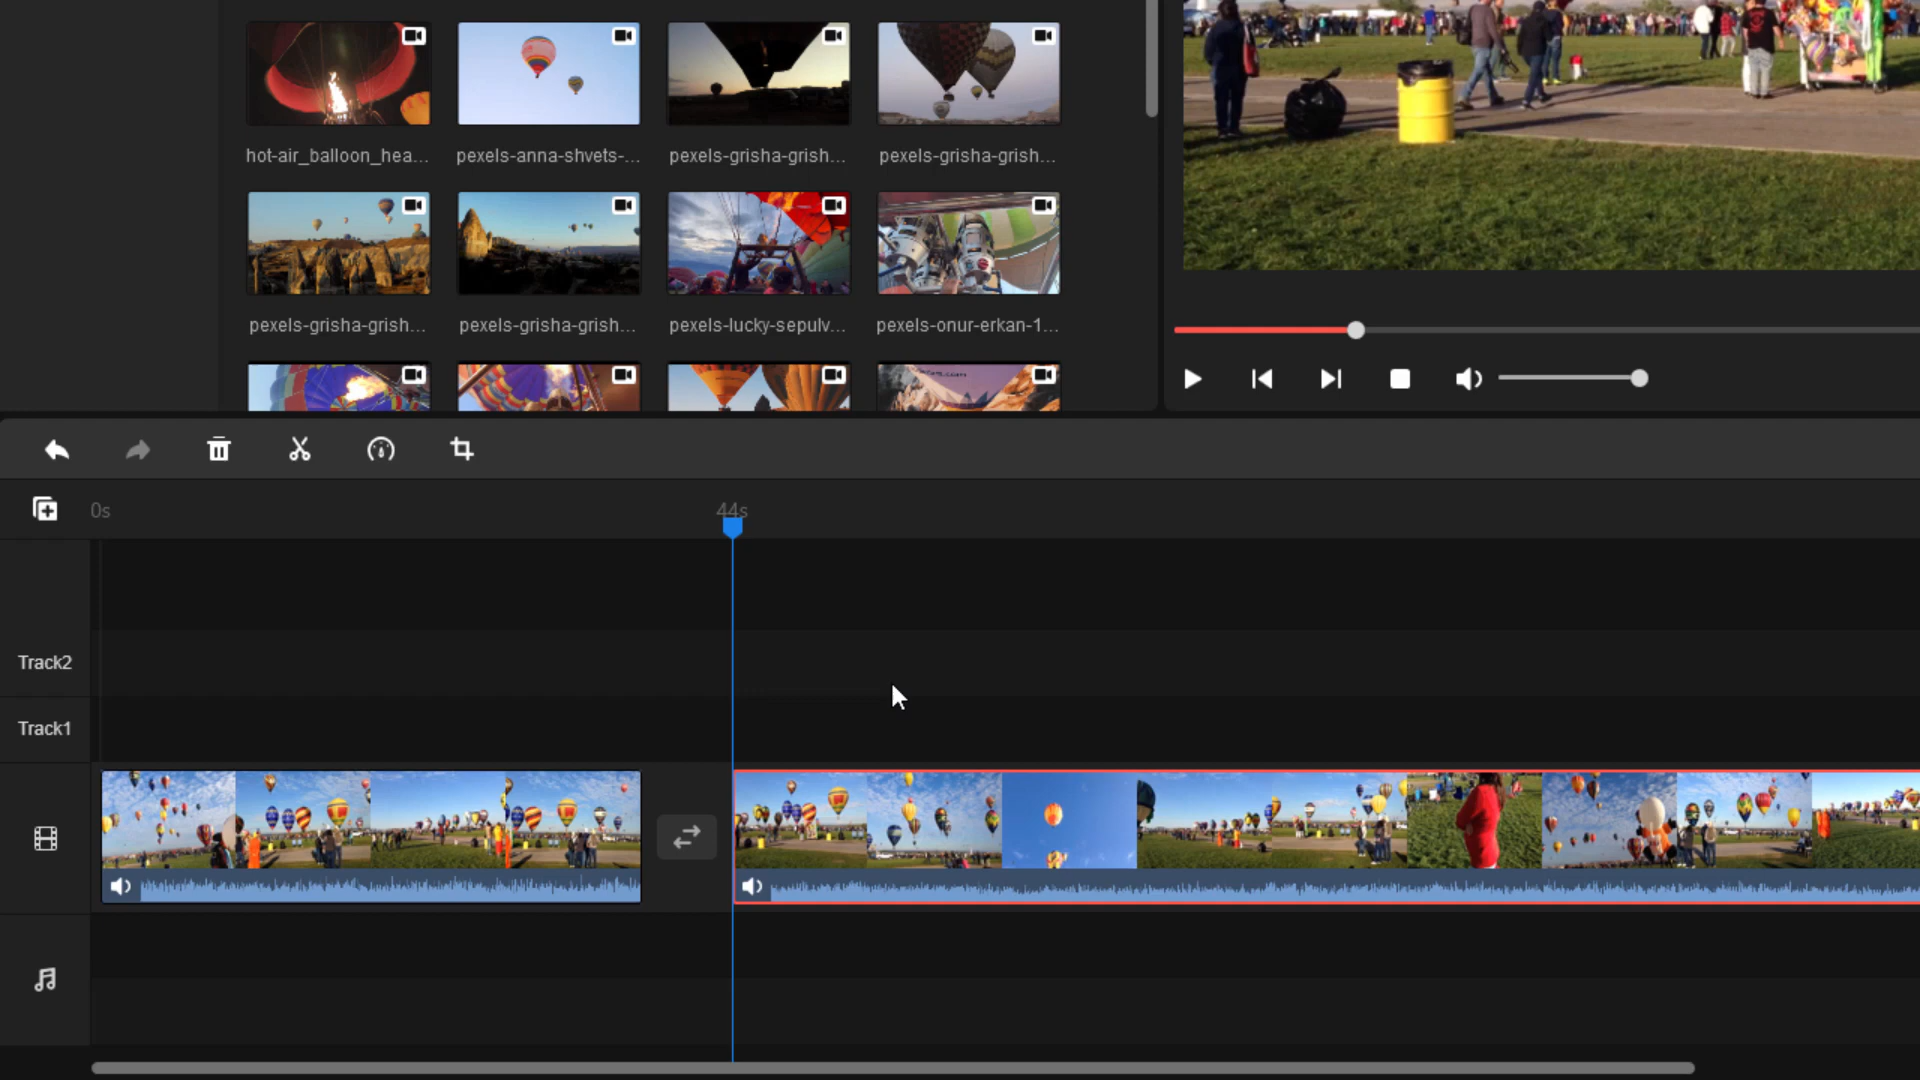 hot-air_balloon_hea...
pexels-anna-shvets-...
pexels-grisha-grish...
pexels-grisha-grish...
pexels-grisha-grish...
pexels-grisha-grish...
pexels-lucky-sepulv...
pexels-onur-erkan-1...
0s
44s
Track2
Track1